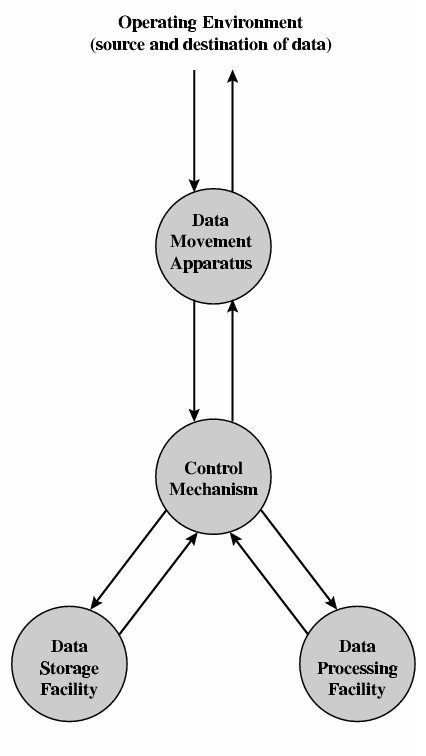 Operating Environment
(source and destination of data)
Data
Movement
Apparatus
Control
Mechanism
Data
Storage
Facility
Data
Processing
Facility